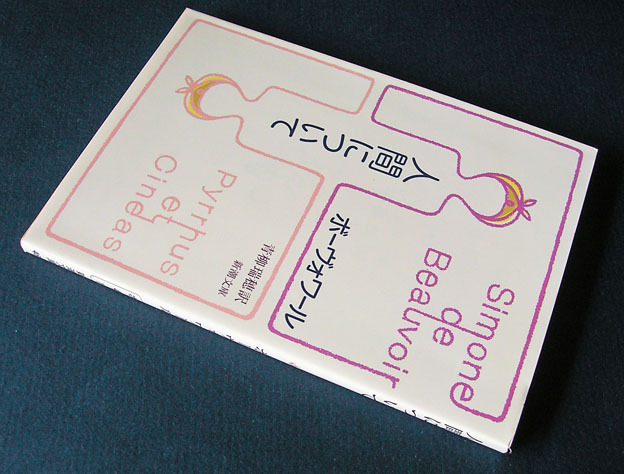 Simone
de
Beauvoir
ボーヴォワール
人間について
Pyrrhus
et
Cinéas
青柳瑞穂訳
新潮文庫